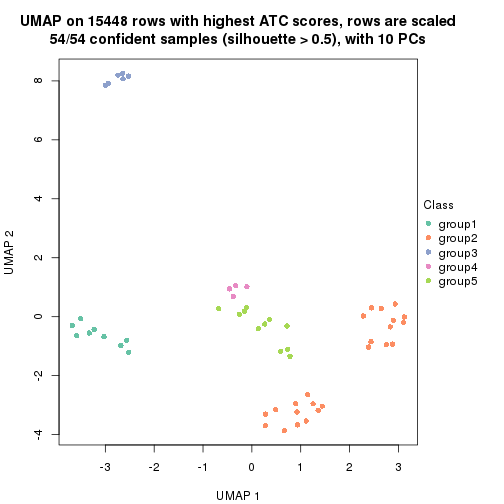 UMAP on 15448 rows with highest ATC scores, rows are scaled
54/54 confident samples (silhouette > 0.5), with 10 PCs
8
6
4
2
0
-2
-4
UMAP 2
-3
-2
-1
0
1
2
3
UMAP 1
Class
group1
group2
group3
group4
group5